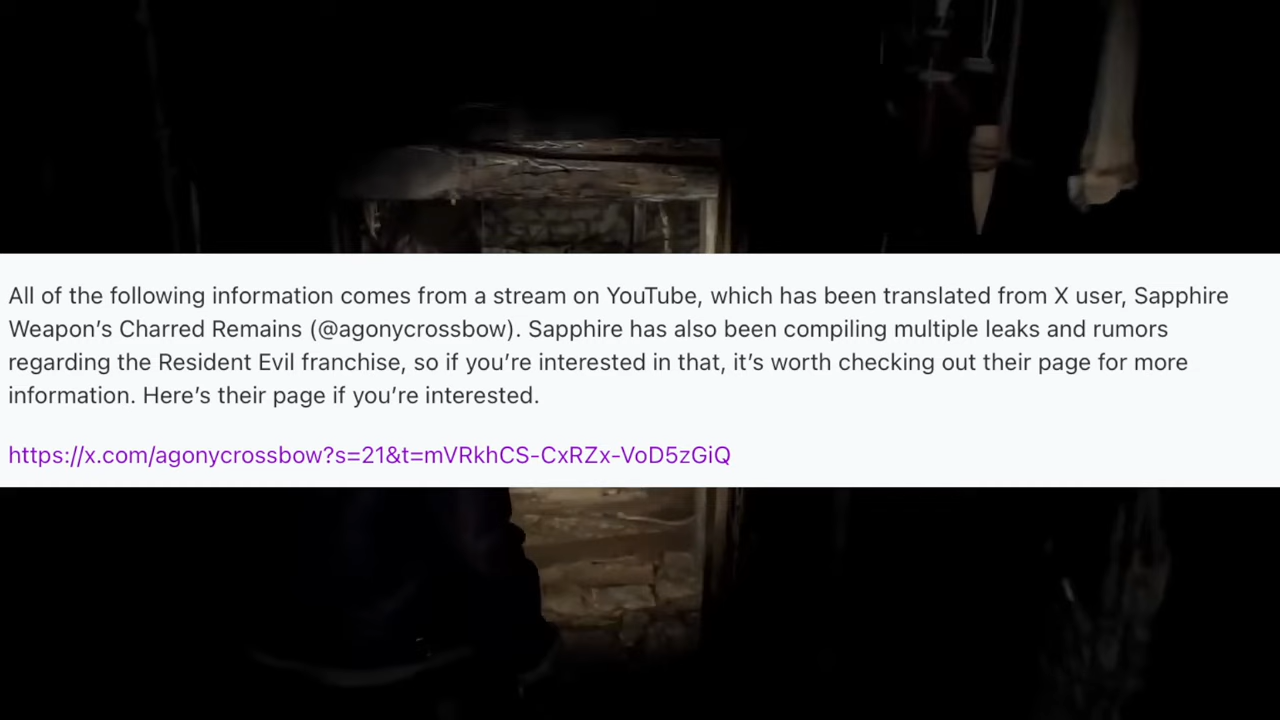 All of the following information comes from a stream on YouTube, which has been translated from X user, Sapphire
Weapon’s Charred Remains (@agonycrossbow). Sapphire has also been compiling multiple leaks and rumors
regarding the Resident Evil franchise, so if you’re interested in that, it’s worth checking out their page for more
information. Here’s their page if you’re interested.
https://x.com/agonycrossbow?s=21&t=mVRkhCS-CxRZx-VoD5zGiQ